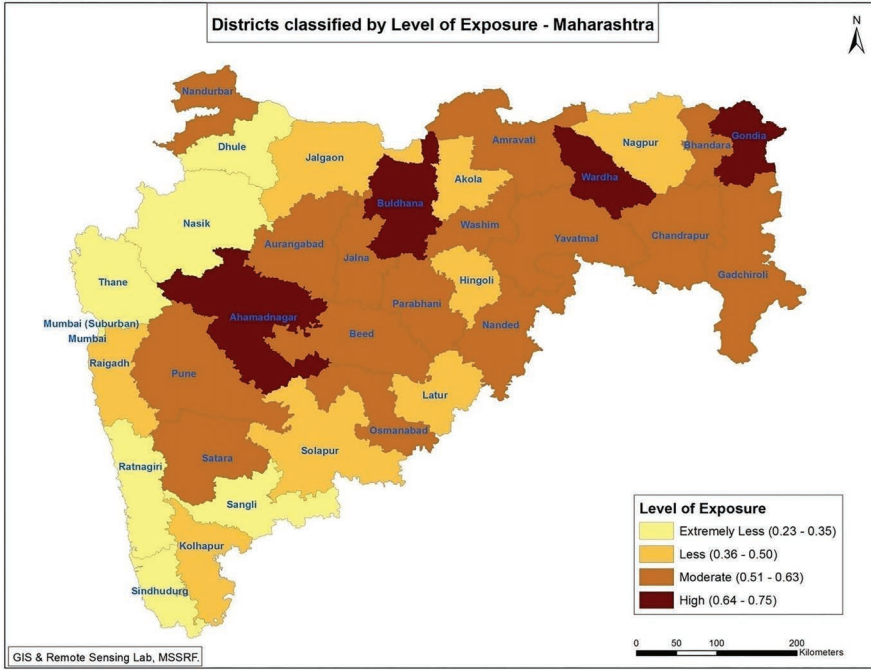 Districts classified by Level of Exposure - Maharashtra
N
Nandurbar
Dhule
Jalgaon
Amravati
Nagpur
Bhandara
Gondia
Akola
Wardha
Buldhana
Nasik
Washim
Aurangabad
Yavatmal
Chandrapur
Jalna
Gadchiroli
Thane
Hingoli
Parabhani
Ahamadnagar
Mumbai (Suburban)
Nanded
Beed
Mumbai
Raigadh
Pune
Latur
Osmanabad
Solapur
Satara
Ratnagiri
Sangli
Kolhapur
Sindhudurg
Level of Exposure
Extremely Less (0.23 - 0.35)
Less (0.36 - 0.50)
Moderate (0.51 - 0.63)
High (0.64 - 0.75)
0 50 100 200
Kilometers
GIS & Remote Sensing Lab, MSSRF.